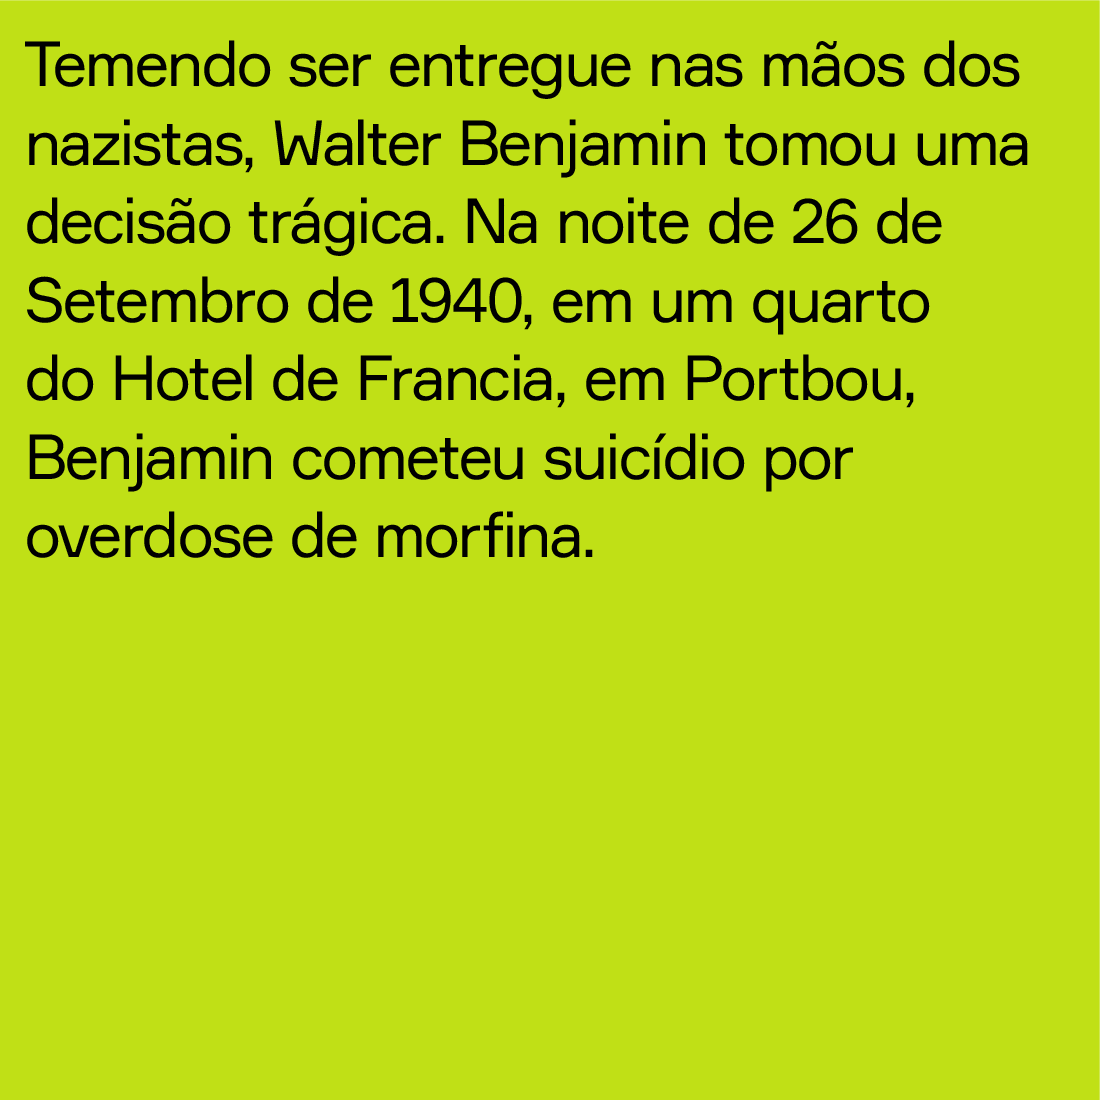 Temendo ser entregue nas mãos dos
nazistas, Walter Benjamin tomou uma
decisão trágica. Na noite de 26 de
Setembro de 1940, em um quarto
do Hotel de Francia, em Portbou,
Benjamin cometeu suicídio por
overdose de morfina.